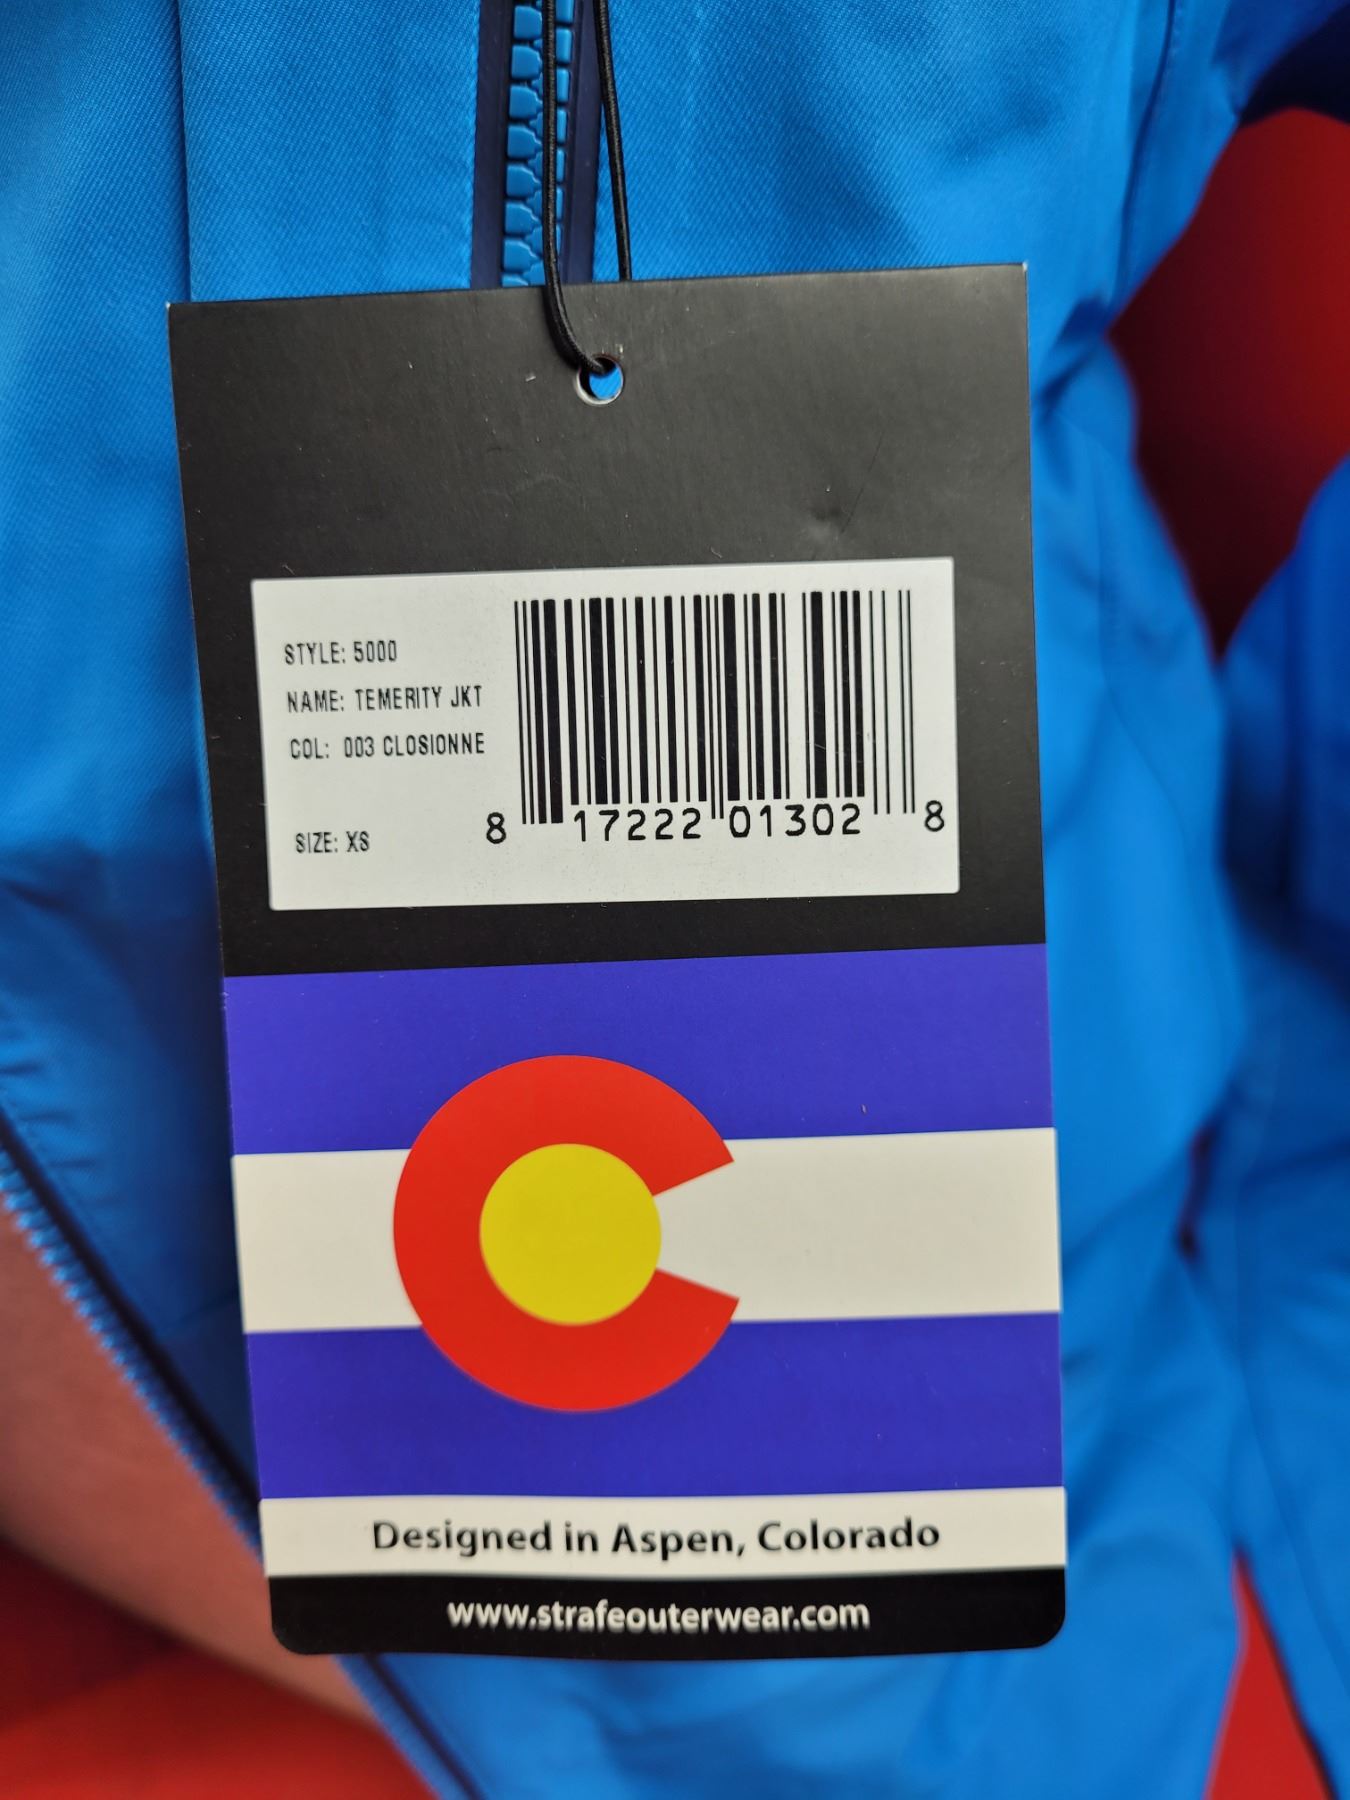 STYLE: 5000
NAME: TEMERITY JKT
COL: 003 CLOSIONNE
SIZE: XS
8 17222 01302 8
Designed in Aspen, Colorado
www.strafeouterwear.com